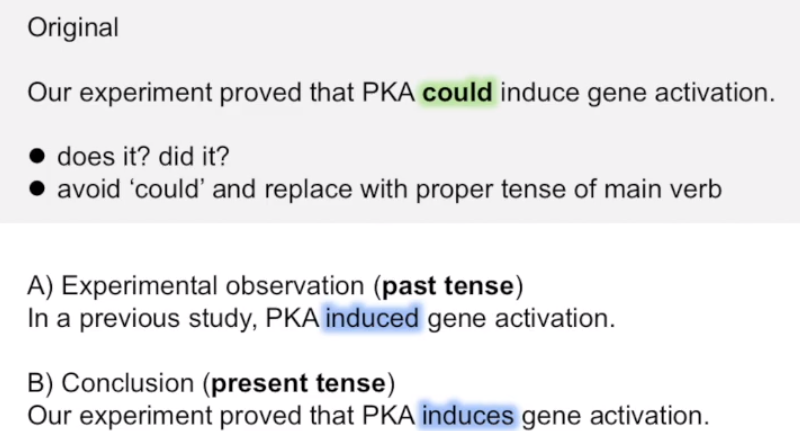 Original
Our experiment proved that PKA could induce gene activation.
● does it? did it?
● avoid ‘could’ and replace with proper tense of main verb
A) Experimental observation (past tense)
In a previous study, PKA induced gene activation.
B) Conclusion (present tense)
Our experiment proved that PKA induces gene activation.